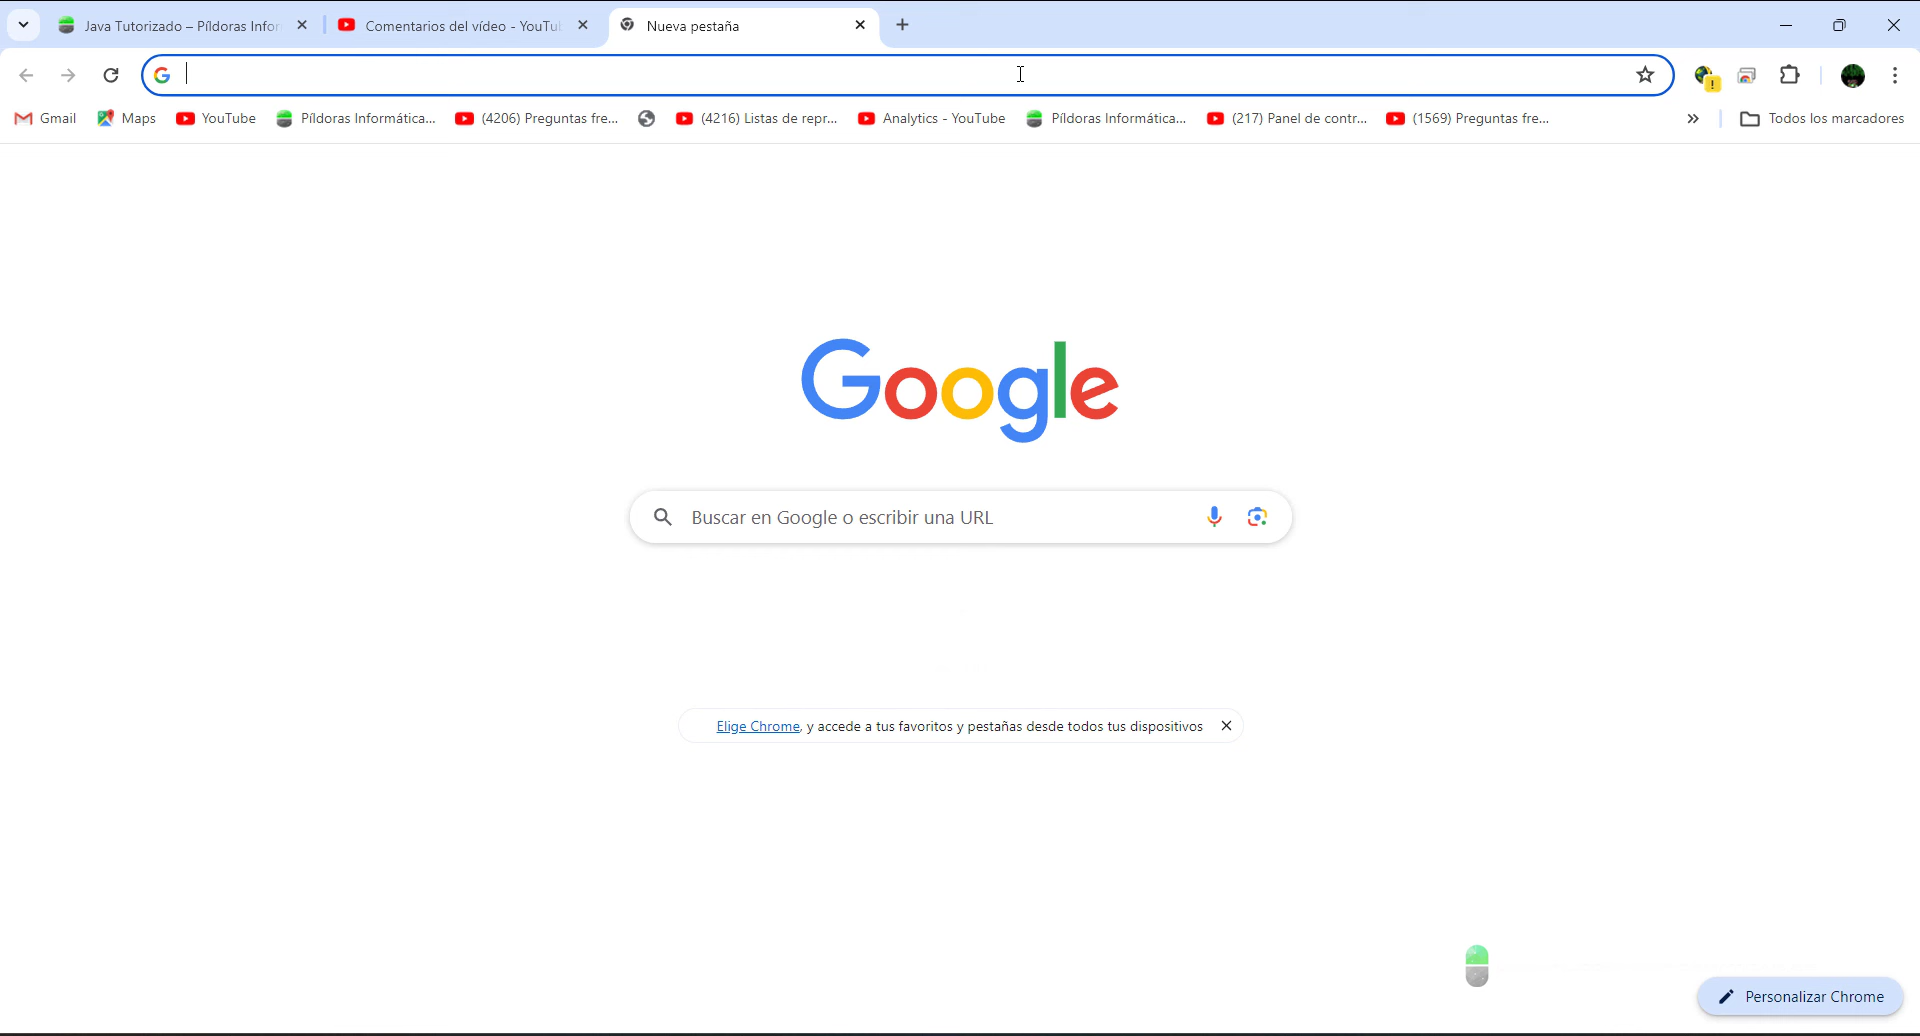 Java Tutorizado – Píldoras Infor
Comentarios del vídeo - YouTu
Nueva pestaña
Gmail
Maps
YouTube
Píldoras Informática...
(4206) Preguntas fre...
(4216) Listas de repr...
Analytics - YouTube
Píldoras Informática...
(217) Panel de contr...
(1569) Preguntas fre...
Todos los marcadores
Google
Buscar en Google o escribir una URL
Elige Chrome, y accede a tus favoritos y pestañas desde todos tus dispositivos
Personalizar Chrome